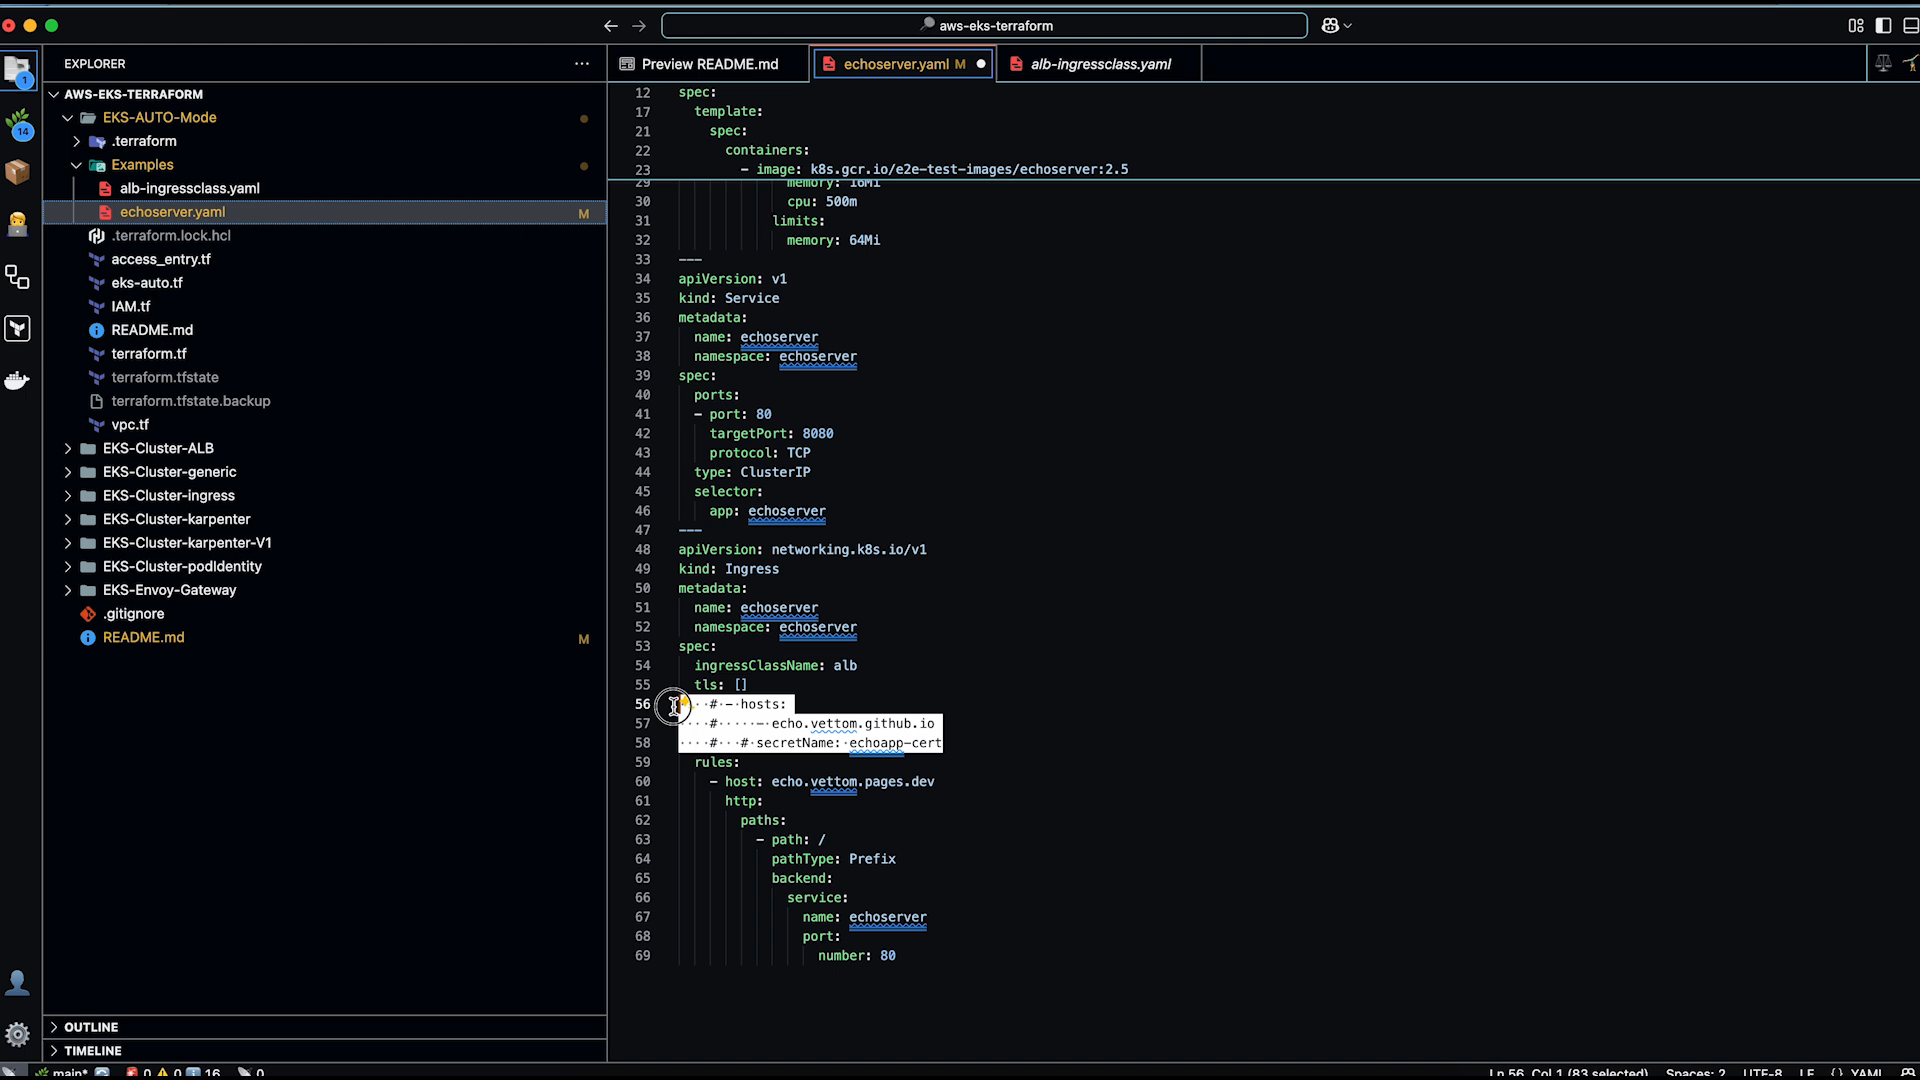 aws-eks-terraform
EXPLORER
Preview README.md
echoserver.yaml M
alb-ingressclass.yaml
1
14
AWS-EKS-TERRAFORM
EKS-AUTO-Mode
.terraform
Examples
alb-ingressclass.yaml
echoserver.yaml M
.terraform.lock.hcl
access_entry.tf
eks-auto.tf
IAM.tf
README.md
terraform.tf
terraform.tfstate
terraform.tfstate.backup
vpc.tf
EKS-Cluster-ALB
EKS-Cluster-generic
EKS-Cluster-ingress
EKS-Cluster-karpenter
EKS-Cluster-karpenter-V1
EKS-Cluster-podIdentity
EKS-Envoy-Gateway
.gitignore
README.md M
OUTLINE
TIMELINE
12 spec:
17 template:
21 spec:
22 containers:
23 - image: k8s.gcr.io/e2e-test-images/echoserver:2.5
29 memory: 16Mi
30 cpu: 500m
31 limits:
32 memory: 64Mi
33 ---
34 apiVersion: v1
35 kind: Service
36 metadata:
37 name: echoserver
38 namespace: echoserver
39 spec:
40 ports:
41 - port: 80
42 targetPort: 8080
43 protocol: TCP
44 type: ClusterIP
45 selector:
46 app: echoserver
47 ---
48 apiVersion: networking.k8s.io/v1
49 kind: Ingress
50 metadata:
51 name: echoserver
52 namespace: echoserver
53 spec:
54 ingressClassName: alb
55 tls: []
56 # - hosts:
57 # - echo.vettom.github.io
58 # # secretName: echoapp-cert
59 rules:
60 - host: echo.vettom.pages.dev
61 http:
62 paths:
63 - path: /
64 pathType: Prefix
65 backend:
66 service:
67 name: echoserver
68 port:
69 number: 80
main* 0 0 16 0
Ln 56, Col 1 (83 selected) Spaces: 2 UTF-8 LF {} YAML